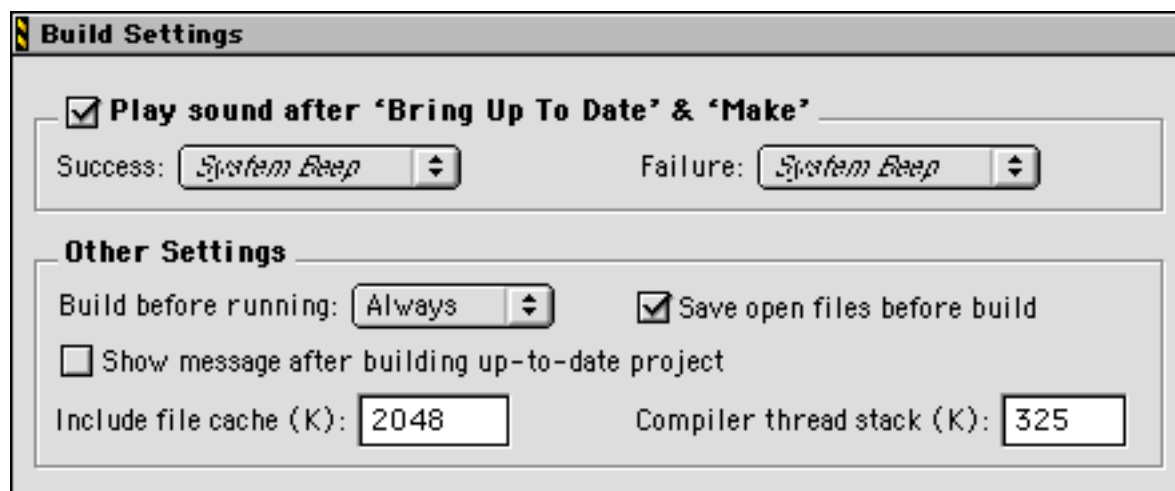 Build Settings
Play sound after ‘Bring Up To Date’ & ‘Make’
Success: System Beep Failure: System Beep
Other Settings
Build before running: Always Save open files before build
Show message after building up-to-date project
Include file cache (K): 2048 Compiler thread stack (K): 325